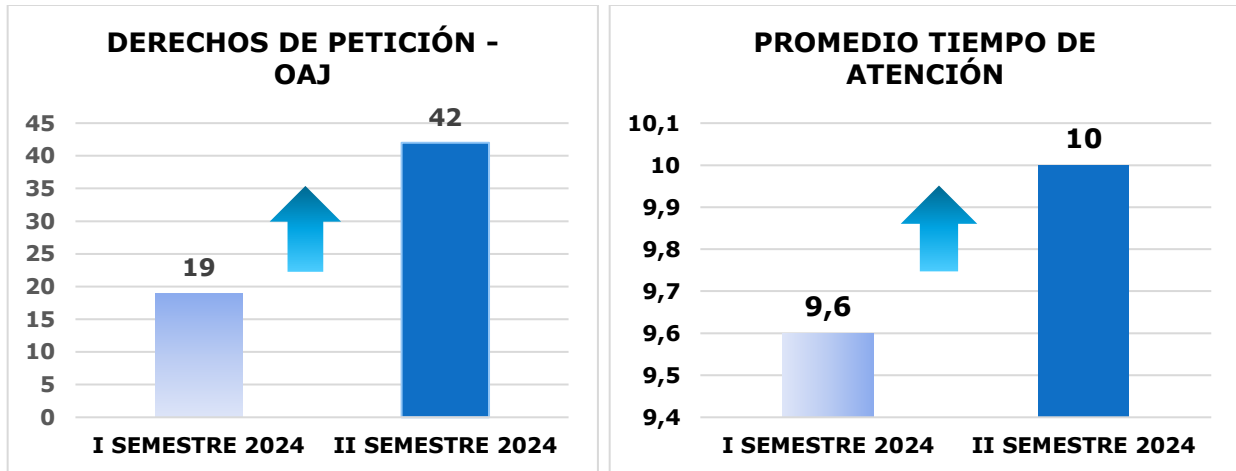 DERECHOS DE PETICIÓN -
OAJ
45
40
35
30
25
20
15
10
5
0
19
42
I SEMESTRE 2024
II SEMESTRE 2024
PROMEDIO TIEMPO DE
ATENCIÓN
10,1
10
9,9
9,8
9,7
9,6
9,5
9,4
9,6
10
I SEMESTRE 2024
II SEMESTRE 2024